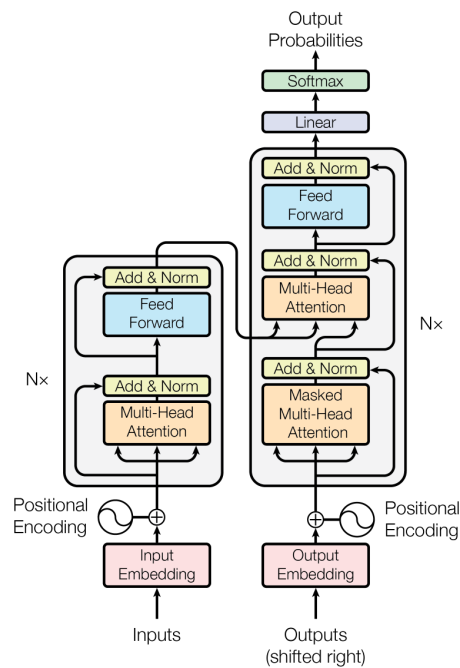 Output
Probabilities
Softmax
Linear
Add & Norm
Feed
Forward
Add & Norm
Multi-Head
Attention
Add & Norm
Masked
Multi-Head
Attention
N×
Add & Norm
Feed
Forward
Add & Norm
Multi-Head
Attention
N×
Positional
Encoding
Positional
Encoding
Input
Embedding
Output
Embedding
Inputs
Outputs
(shifted right)